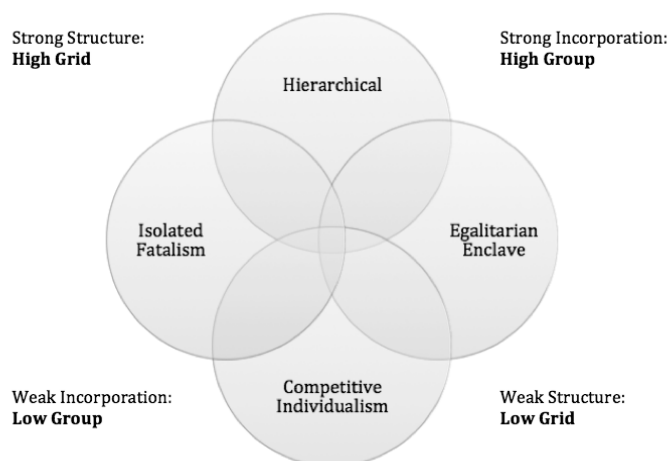 Strong Structure:
High Grid
Strong Incorporation:
High Group
Hierarchical
Isolated
Fatalism
Egalitarian
Enclave
Competitive
Individualism
Weak Incorporation:
Low Group
Weak Structure:
Low Grid